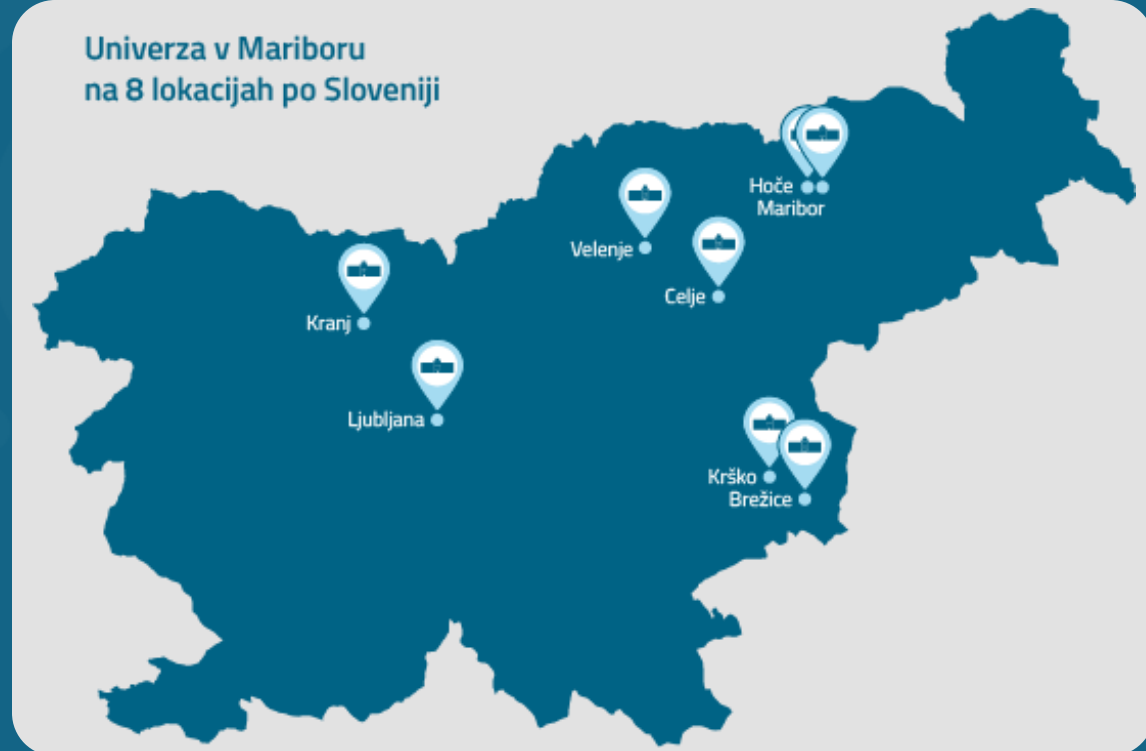 Univerza v Mariboru
na 8 lokacijah po Sloveniji
Hoče
Maribor
Velenje
Celje
Kranj
Ljubljana
Krško
Brežice